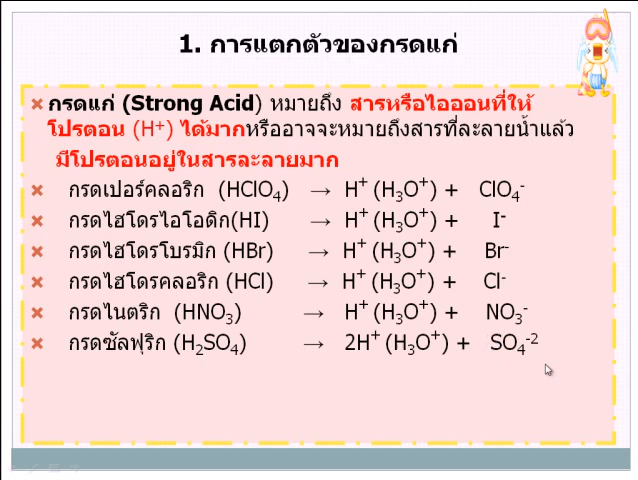 1. การแตกตัวของกรดแก่
กรดแก่ (Strong Acid) หมายถึง สารหรือไอออนที่ให้
โปรตอน (H⁺) ได้มากหรืออาจจะหมายถึงสารที่ละลายน้ำแล้ว
มีโปรตอนอยู่ในสารละลายมาก
กรดเปอร์คลอริก (HClO₄) → H⁺ (H₃O⁺) + ClO₄⁻
กรดไฮโดรไอโอดิก(HI) → H⁺ (H₃O⁺) + I⁻
กรดไฮโดรโบรมิก (HBr) → H⁺ (H₃O⁺) + Br⁻
กรดไฮโดรคลอริก (HCl) → H⁺ (H₃O⁺) + Cl⁻
กรดไนตริก (HNO₃) → H⁺ (H₃O⁺) + NO₃⁻
กรดซัลฟุริก (H₂SO₄) → 2H⁺ (H₃O⁺) + SO₄⁻²